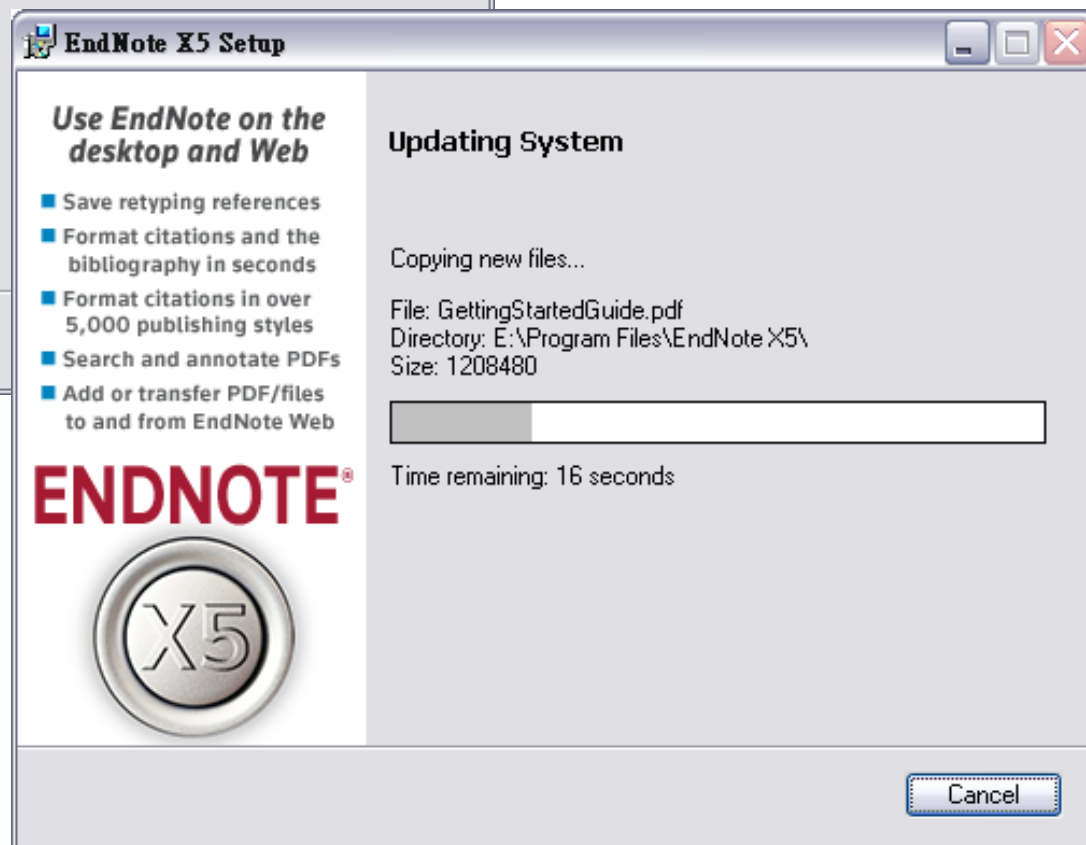 EndNote X5 Setup
Use EndNote on the
desktop and Web
Save retyping references
Format citations and the
bibliography in seconds
Format citations in over
5,000 publishing styles
Search and annotate PDFs
Add or transfer PDF/files
to and from EndNote Web
ENDNOTE®
X5
Updating System
Copying new files...
File: GettingStartedGuide.pdf
Directory: E:\Program Files\EndNote X5\
Size: 1208480
Time remaining: 16 seconds
Cancel